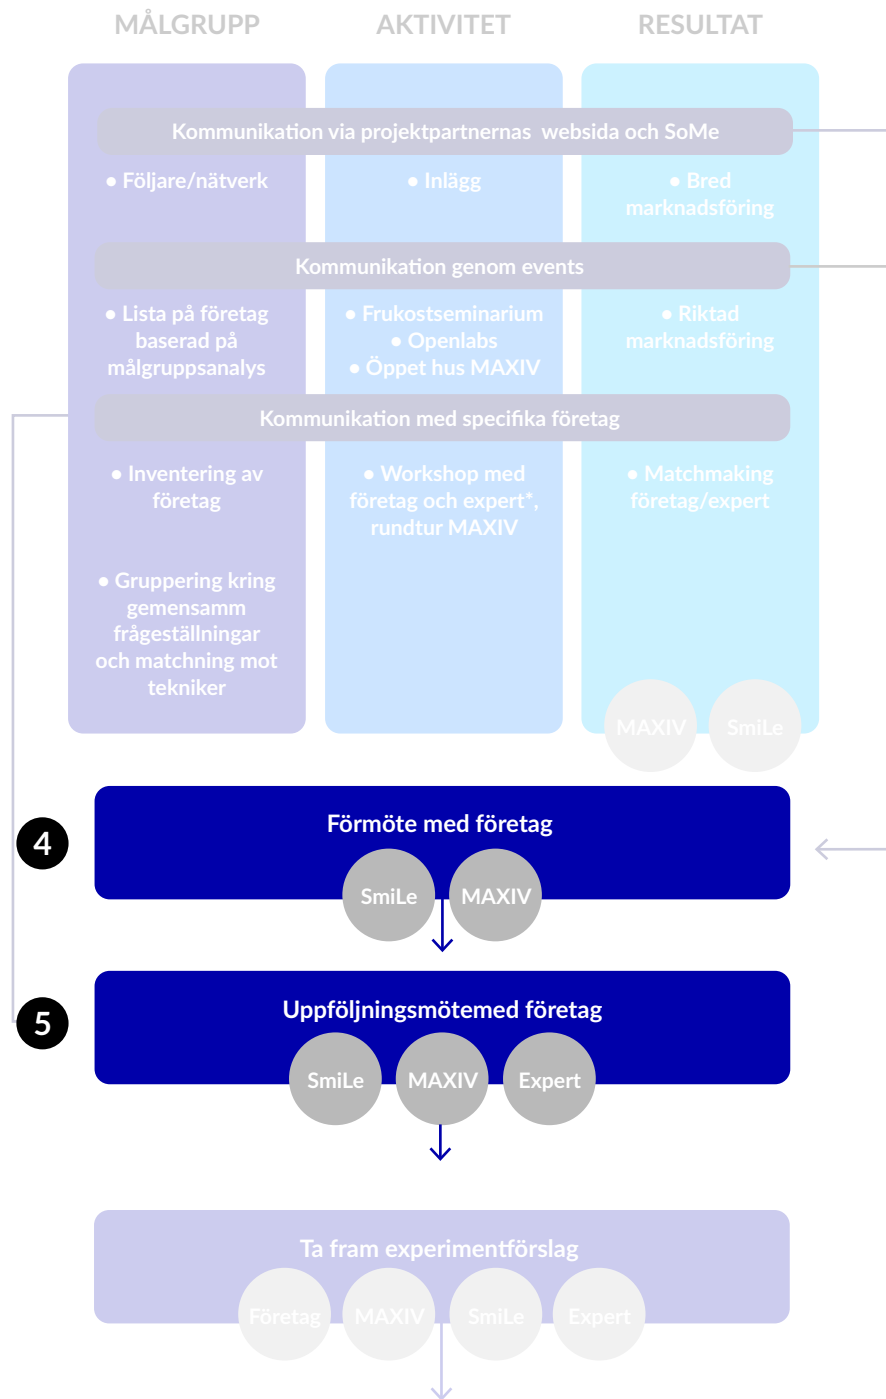 MÅLGRUPP AKTIVITET RESULTAT
Kommunikation via projektpartnernas websida och SoMe
• Följare/nätverk
• Inlägg
• Bred
marknadsföring
Kommunikation genom events
• Lista på företag
baserad på
målgruppsanalys
• Frukostseminarium
• Openlabs
• Öppet hus MAXIV
• Riktad
marknadsföring
Kommunikation med specifika företag
• Inventering av
företag
• Gruppering kring
gemensamm
frågeställningar
och matchning mot
tekniker
• Workshop med
företag och expert*,
rundtur MAXIV
• Matchmaking
företag/expert
MAXIV SmiLe
4
Förmöte med företag
SmiLe MAXIV
5
Uppföljningsmötemed företag
SmiLe MAXIV Expert
Ta fram experimentförslag
Företag MAXIV SmiLe Expert